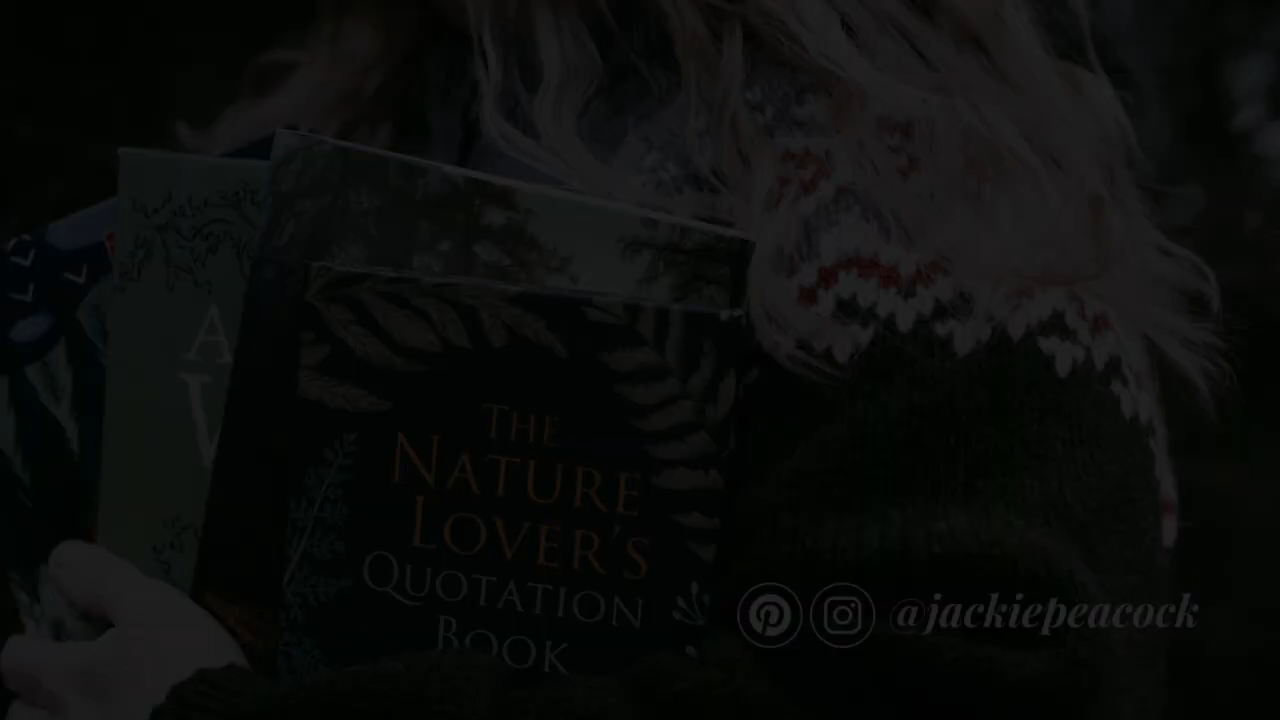 A
W
THE
NATURE
LOVER'S
QUOTATION
BOOK
@jackiepeacock